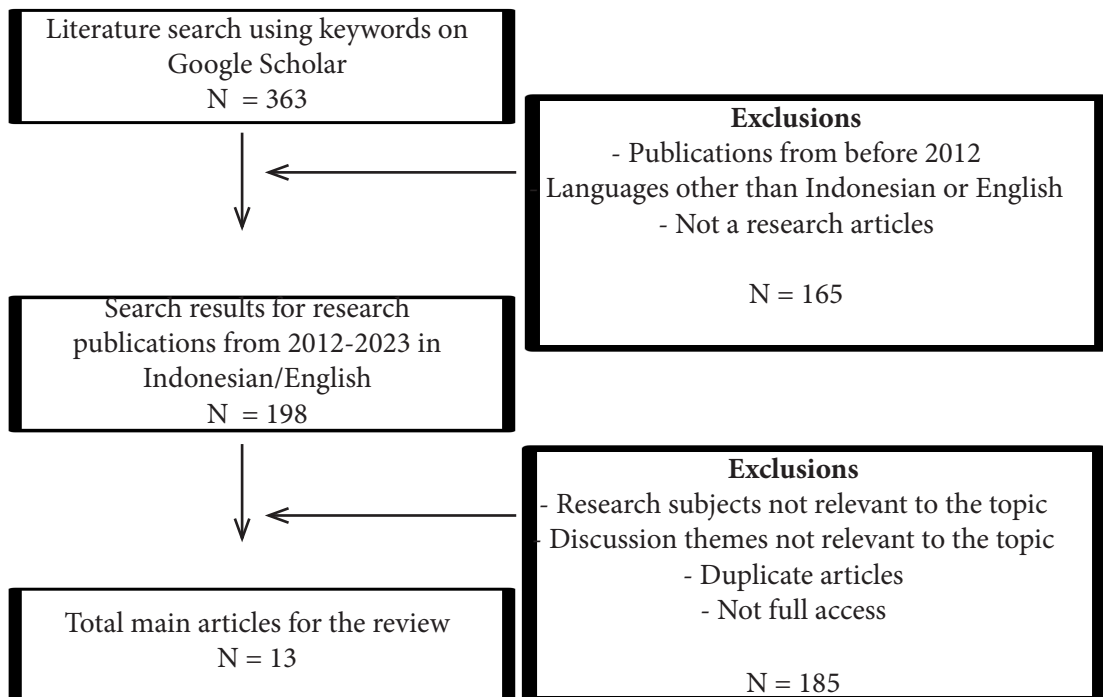 Literature search using keywords on
Google Scholar
N = 363
Exclusions
- Publications from before 2012
- Languages other than Indonesian or English
- Not a research articles
N = 165
Search results for research
publications from 2012-2023 in
Indonesian/English
N = 198
Exclusions
- Research subjects not relevant to the topic
- Discussion themes not relevant to the topic
- Duplicate articles
- Not full access
N = 185
Total main articles for the review
N = 13